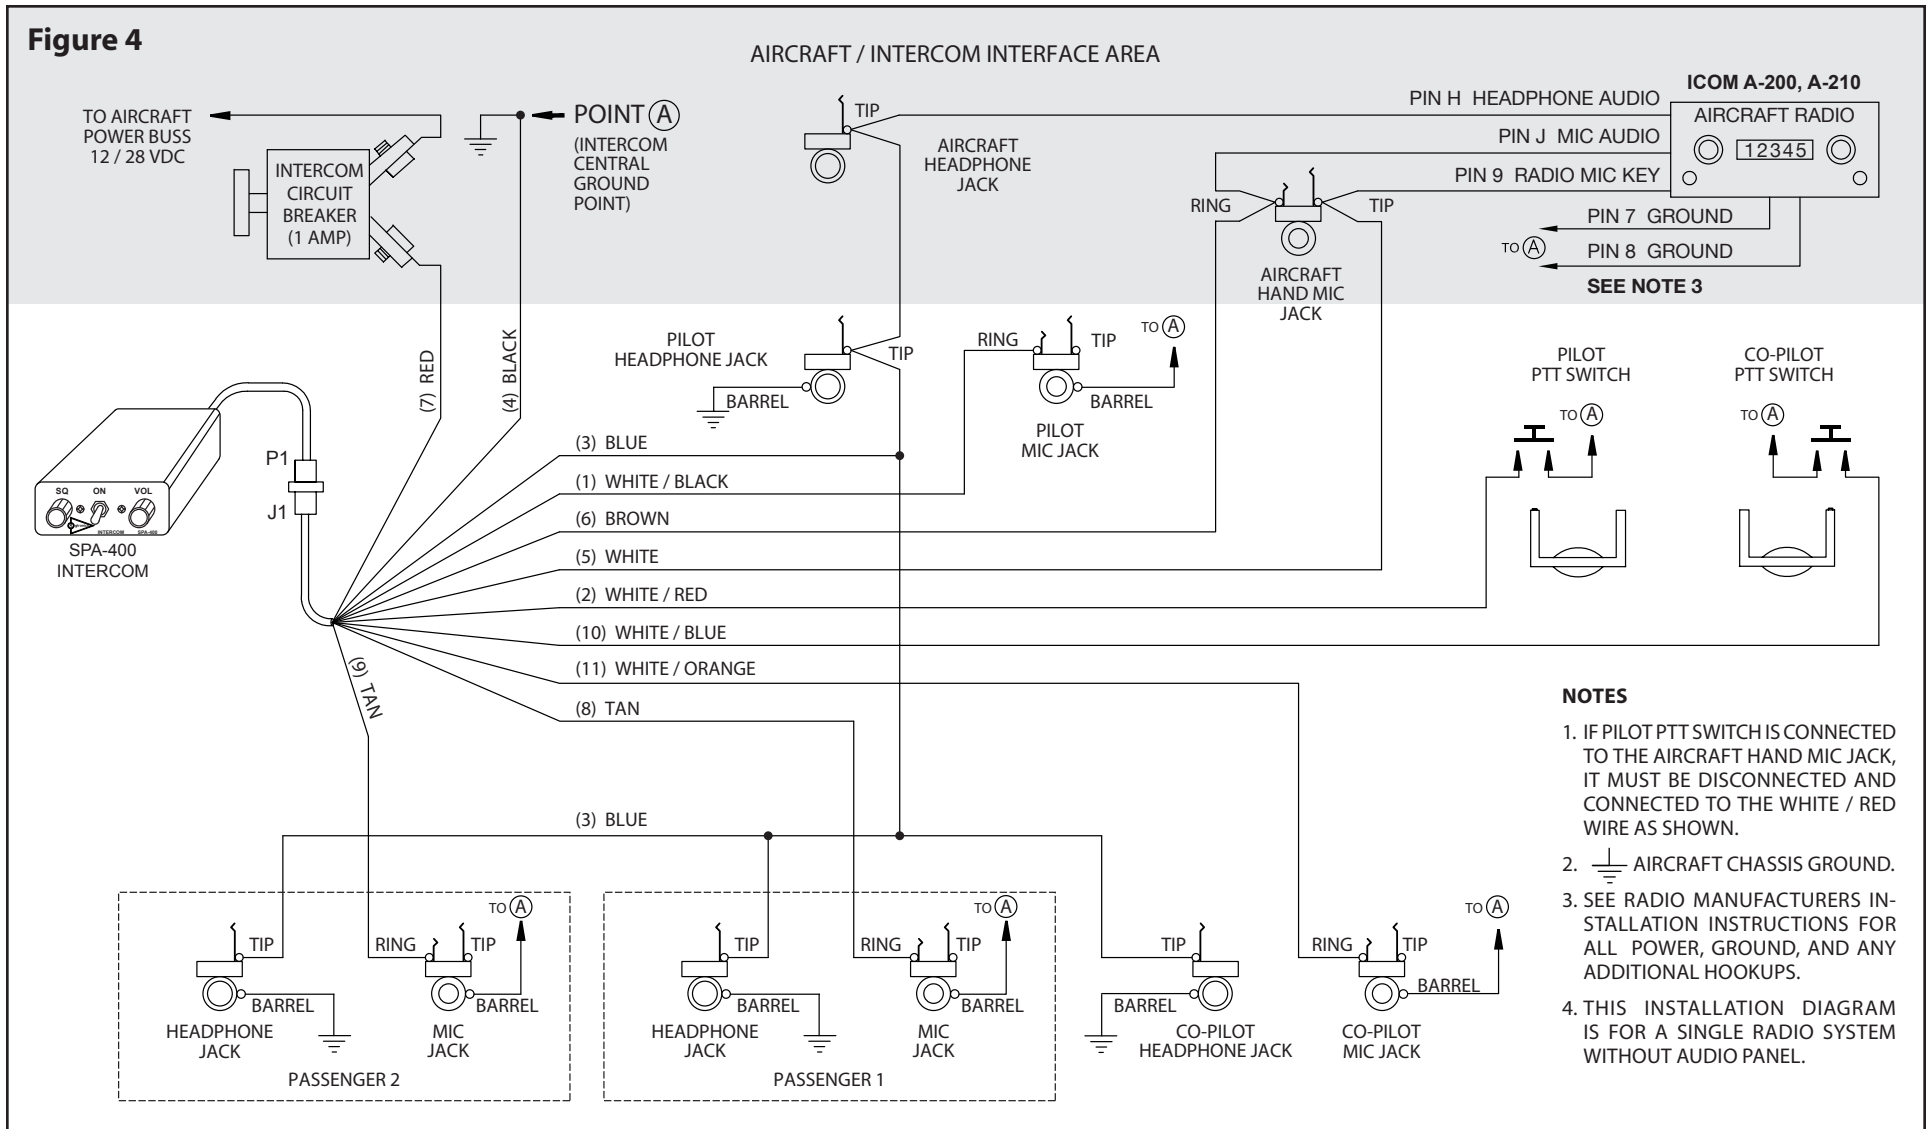 Figure 4
AIRCRAFT / INTERCOM INTERFACE AREA
TO AIRCRAFT
POWER BUSS
12 / 28 VDC
INTERCOM
CIRCUIT
BREAKER
(1 AMP)
POINT A
(INTERCOM
CENTRAL
GROUND
POINT)
TIP
AIRCRAFT
HEADPHONE
JACK
PIN H HEADPHONE AUDIO
PIN J MIC AUDIO
PIN 9 RADIO MIC KEY
ICOM A-200, A-210
AIRCRAFT RADIO
12345
RING
TIP
AIRCRAFT
HAND MIC
JACK
PIN 7 GROUND
TO A
PIN 8 GROUND
SEE NOTE 3
(7) RED
(4) BLACK
PILOT
HEADPHONE JACK
TIP
BARREL
RING
TIP
TO A
BARREL
PILOT
MIC JACK
PILOT
PTT SWITCH
TO A
CO-PILOT
PTT SWITCH
TO A
P1
J1
SQ
ON
VOL
INTERCOM
SPA-400
SPA-400
INTERCOM
(3) BLUE
(1) WHITE / BLACK
(6) BROWN
(5) WHITE
(2) WHITE / RED
(10) WHITE / BLUE
(11) WHITE / ORANGE
(8) TAN
(9) TAN
(3) BLUE
TIP
BARREL
HEADPHONE
JACK
RING
TIP
TO A
BARREL
MIC
JACK
PASSENGER 2
TIP
BARREL
HEADPHONE
JACK
RING
TIP
TO A
BARREL
MIC
JACK
PASSENGER 1
TIP
BARREL
CO-PILOT
HEADPHONE JACK
RING
TIP
TO A
BARREL
CO-PILOT
MIC JACK
NOTES
1. IF PILOT PTT SWITCH IS CONNECTED
TO THE AIRCRAFT HAND MIC JACK,
IT MUST BE DISCONNECTED AND
CONNECTED TO THE WHITE / RED
WIRE AS SHOWN.
2. AIRCRAFT CHASSIS GROUND.
3. SEE RADIO MANUFACTURERS IN-
STALLATION INSTRUCTIONS FOR
ALL POWER, GROUND, AND ANY
ADDITIONAL HOOKUPS.
4. THIS INSTALLATION DIAGRAM
IS FOR A SINGLE RADIO SYSTEM
WITHOUT AUDIO PANEL.